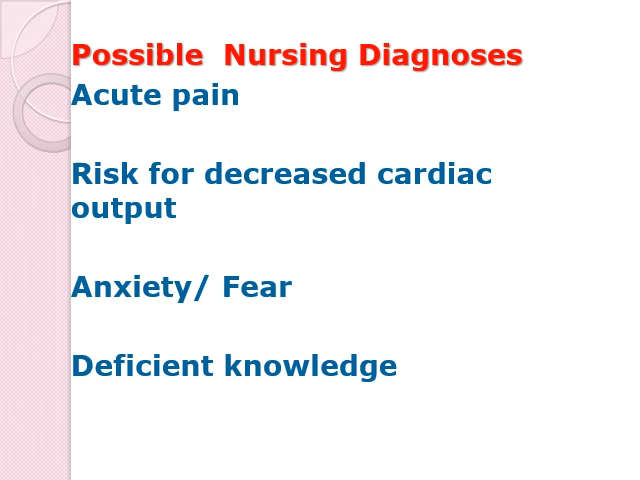 Possible  Nursing Diagnoses
Acute pain
Risk for decreased cardiac
output
Anxiety/ Fear
Deficient knowledge